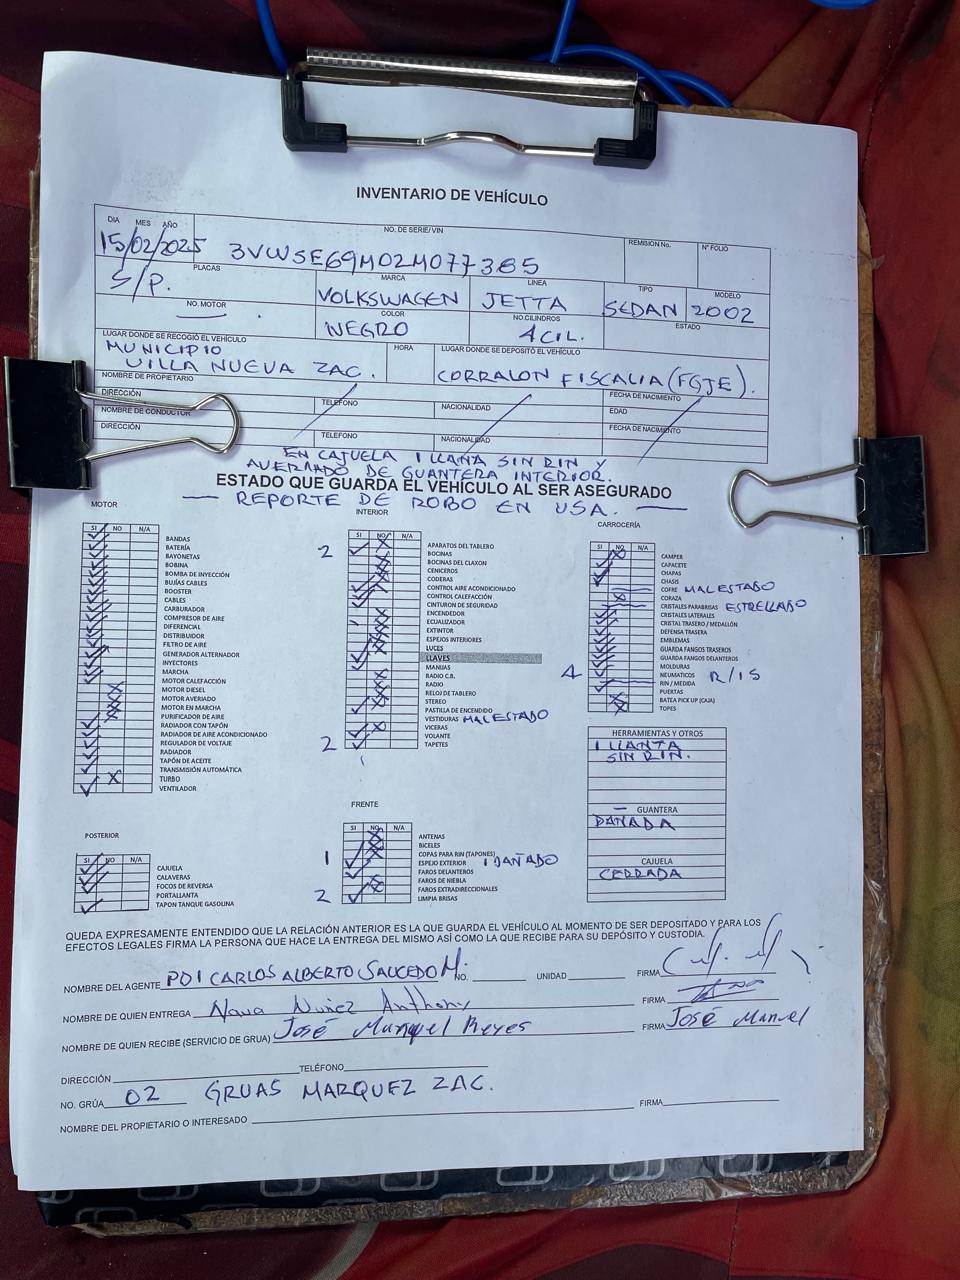 INVENTARIO DE VEHÍCULO
DIA MES AÑO NO. DE SERIE/ VIN REMISION No. N° FOLIO
15/02/2025 3VWSE69M02M077385
PLACAS MARCA LINEA TIPO MODELO
S/P. VOLKSWAGEN JETTA SEDAN 2002
NO. MOTOR COLOR NO.CILINDROS ESTADO
NEGRO 4 CIL.
LUGAR DONDE SE RECOGIÓ EL VEHÍCULO HORA LUGAR DONDE SE DEPOSITÓ EL VEHÍCULO
MUNICIPIO
VILLA NUEVA ZAC. CORRALON FISCALIA (FGJE).
NOMBRE DE PROPIETARIO FECHA DE NACIMIENTO
DIRECCIÓN TELEFONO NACIONALIDAD EDAD
NOMBRE DE CONDUCTOR FECHA DE NACIMIENTO
DIRECCIÓN TELEFONO NACIONALIDAD
EN CAJUELA 1 LLANTA SIN RIN Y
AVERIADO DE GUANTERA INTERIOR.
ESTADO QUE GUARDA EL VEHÍCULO AL SER ASEGURADO
— REPORTE DE ROBO EN USA. —
MOTOR
SI NO N/A
BANDAS
BATERÍA
BAYONETAS
BOBINA
BOMBA DE INYECCIÓN
BUJÍAS CABLES
BOOSTER
CABLES
CARBURADOR
COMPRESOR DE AIRE
DIFERENCIAL
DISTRIBUIDOR
FILTRO DE AIRE
GENERADOR ALTERNADOR
INYECTORES
MARCHA
MOTOR CALEFACCIÓN
MOTOR DIESEL
MOTOR AVERIADO
MOTOR EN MARCHA
PURIFICADOR DE AIRE
RADIADOR CON TAPÓN
RADIADOR DE AIRE ACONDICIONADO
REGULADOR DE VOLTAJE
RADIADOR
TAPÓN DE ACEITE
TRANSMISIÓN AUTOMÁTICA
TURBO
VENTILADOR
INTERIOR
SI NO N/A
2 APARATOS DEL TABLERO
BOCINAS
BOCINAS DEL CLAXON
CENICEROS
CODERAS
CONTROL AIRE ACONDICIONADO
CONTROL CALEFACCIÓN
CINTURON DE SEGURIDAD
ENCENDEDOR
ECUALIZADOR
EXTINTOR
ESPEJOS INTERIORES
LUCES
LLAVES
MANIJAS
RADIO C.B.
RADIO
RELOJ DE TABLERO
STEREO
PASTILLA DE ENCENDIDO
VESTIDURAS MAL ESTADO
VICERAS
VOLANTE
2 TAPETES
CARROCERÍA
SI NO N/A
CAMPER
CAPACETE
CHAPAS
CHASIS
COFRE MAL ESTADO
CORAZA
CRISTALES PARABRISAS ESTRELLADO
CRISTALES LATERALES
CRISTAL TRASERO / MEDALLÓN
DEFENSA TRASERA
EMBLEMAS
GUARDA FANGOS TRASEROS
GUARDA FANGOS DELANTEROS
MOLDURAS
4 NEUMATICOS R/15
RIN / MEDIDA
PUERTAS
BATEA PICK UP (CAJA)
TOPES
HERRAMIENTAS Y OTROS
1 LLANTA
SIN RIN.
GUANTERA
DAÑADA
CAJUELA
CERRADA
POSTERIOR
SI NO N/A
CAJUELA
CALAVERAS
FOCOS DE REVERSA
PORTALLANTA
TAPON TANQUE GASOLINA
FRENTE
SI NO N/A
ANTENAS
BICELES
COPAS PARA RIN (TAPONES)
1 ESPEJO EXTERIOR 1 DAÑADO
FAROS DELANTEROS
FAROS DE NIEBLA
FAROS EXTRADIRECCIONALES
2 LIMPIA BRISAS
QUEDA EXPRESAMENTE ENTENDIDO QUE LA RELACIÓN ANTERIOR ES LA QUE GUARDA EL VEHÍCULO AL MOMENTO DE SER DEPOSITADO Y PARA LOS
EFECTOS LEGALES FIRMA LA PERSONA QUE HACE LA ENTREGA DEL MISMO ASÍ COMO LA QUE RECIBE PARA SU DEPÓSITO Y CUSTODIA.
NOMBRE DEL AGENTE PDI CARLOS ALBERTO SAUCEDO M. NO. UNIDAD FIRMA
NOMBRE DE QUIEN ENTREGA Nava Nuñez Anthony FIRMA
NOMBRE DE QUIEN RECIBE (SERVICIO DE GRUA) José Manuel Reyes FIRMA José Manuel
DIRECCIÓN TELÉFONO
NO. GRÚA 02 GRUAS MARQUEZ ZAC.
NOMBRE DEL PROPIETARIO O INTERESADO FIRMA